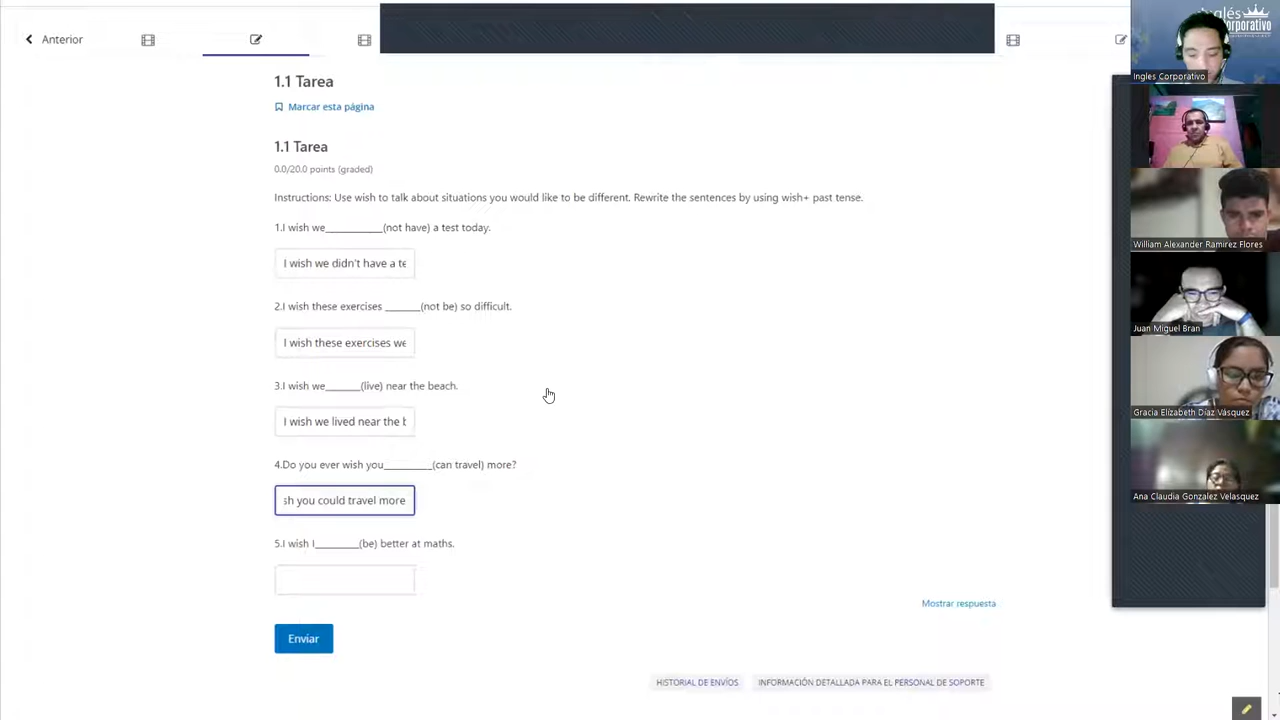 Anterior
1.1 Tarea
Marcar esta página
1.1 Tarea
0.0/20.0 points (graded)
Instructions: Use wish to talk about situations you would like to be different. Rewrite the sentences by using wish+ past tense.
1.I wish we___________(not have) a test today.
I wish we didn't have a te
2.I wish these exercises _______(not be) so difficult.
I wish these exercises we
3.I wish we_______(live) near the beach.
I wish we lived near the b
4.Do you ever wish you_________(can travel) more?
sh you could travel more
5.I wish I________(be) better at maths.
Mostrar respuesta
Enviar
HISTORIAL DE ENVÍOS
INFORMACIÓN DETALLADA PARA EL PERSONAL DE SOPORTE
Inglés
Corporativo
Ingles Corporativo
William Alexander Ramirez Flores
Juan Miguel Bran
Gracia Elízabeth Díaz Vásquez
Ana Claudia Gonzalez Velasquez